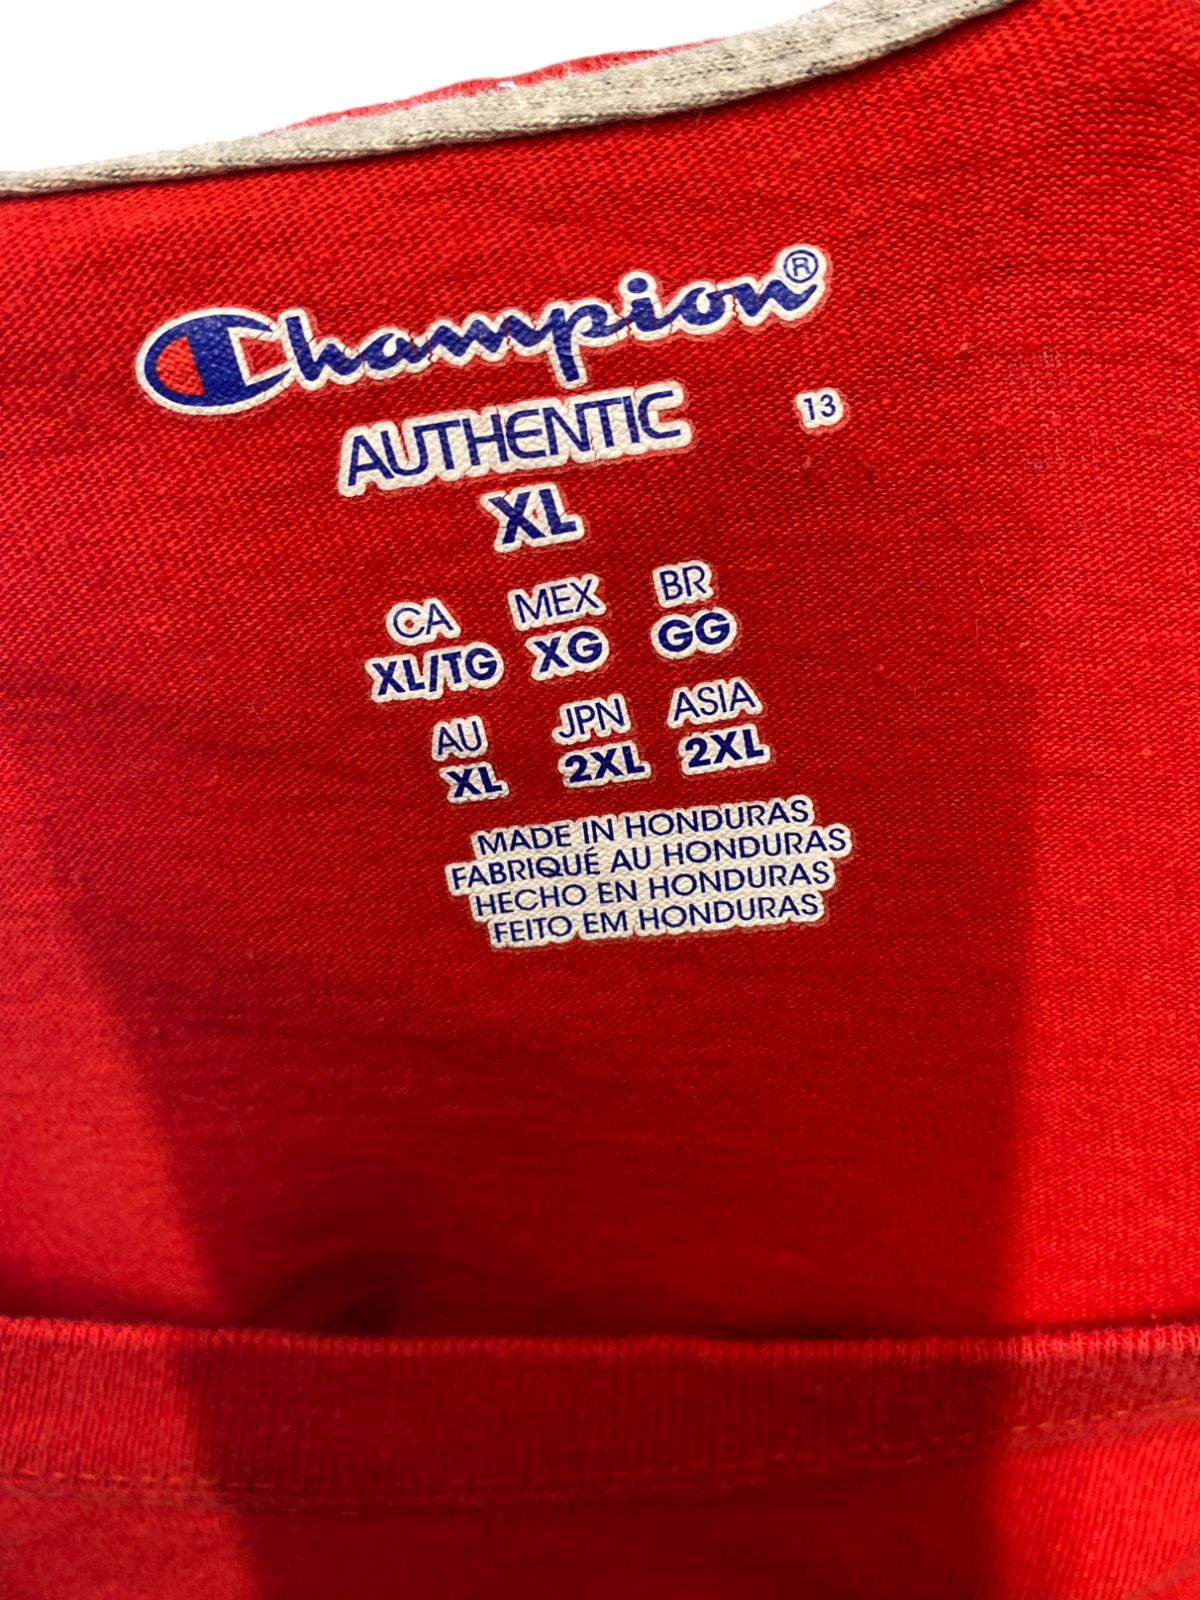 Champion®
AUTHENTIC 13
XL
CA MEX BR
XL/TG XG GG
AU JPN ASIA
XL 2XL 2XL
MADE IN HONDURAS
FABRIQUÉ AU HONDURAS
HECHO EN HONDURAS
FEITO EM HONDURAS